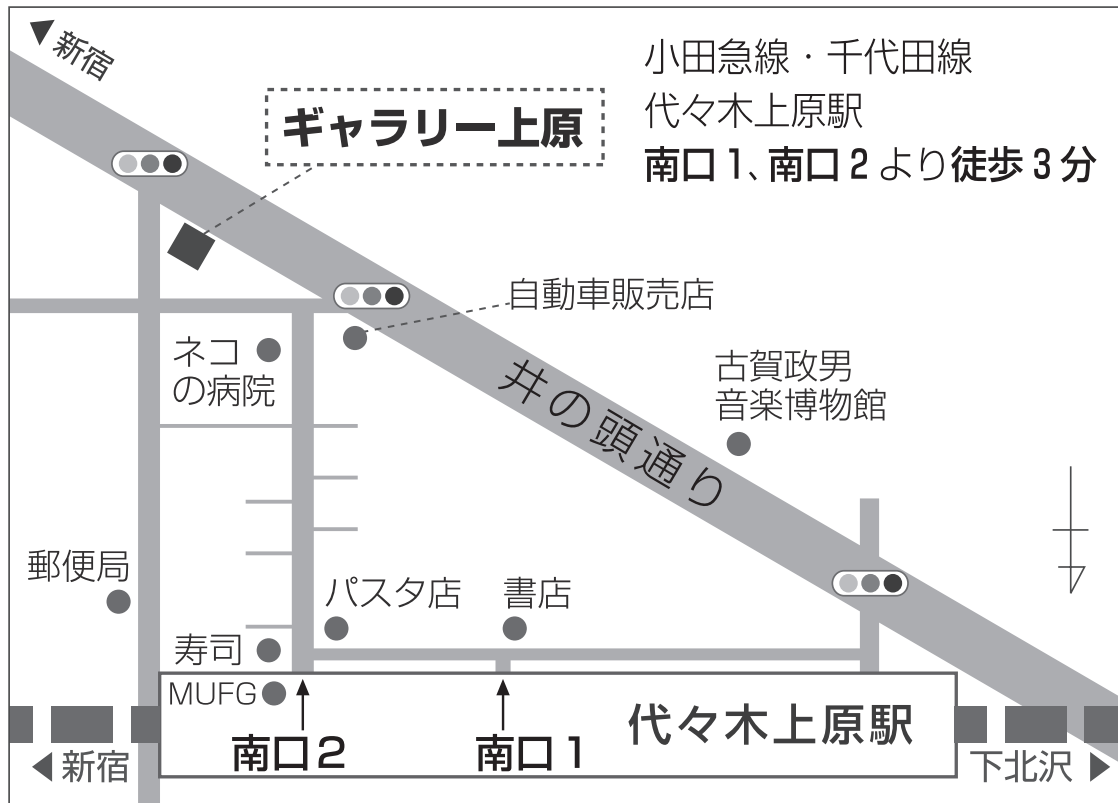 ◀新宿
小田急線・千代田線
代々木上原駅
南口1、南口2より徒歩3分
ギャラリー上原
自動車販売店
ネコ
の病院
古賀政男
音楽博物館
井の頭通り
郵便局
パスタ店
書店
寿司
MUFG
南口2
南口1
代々木上原駅
◀新宿
下北沢▶